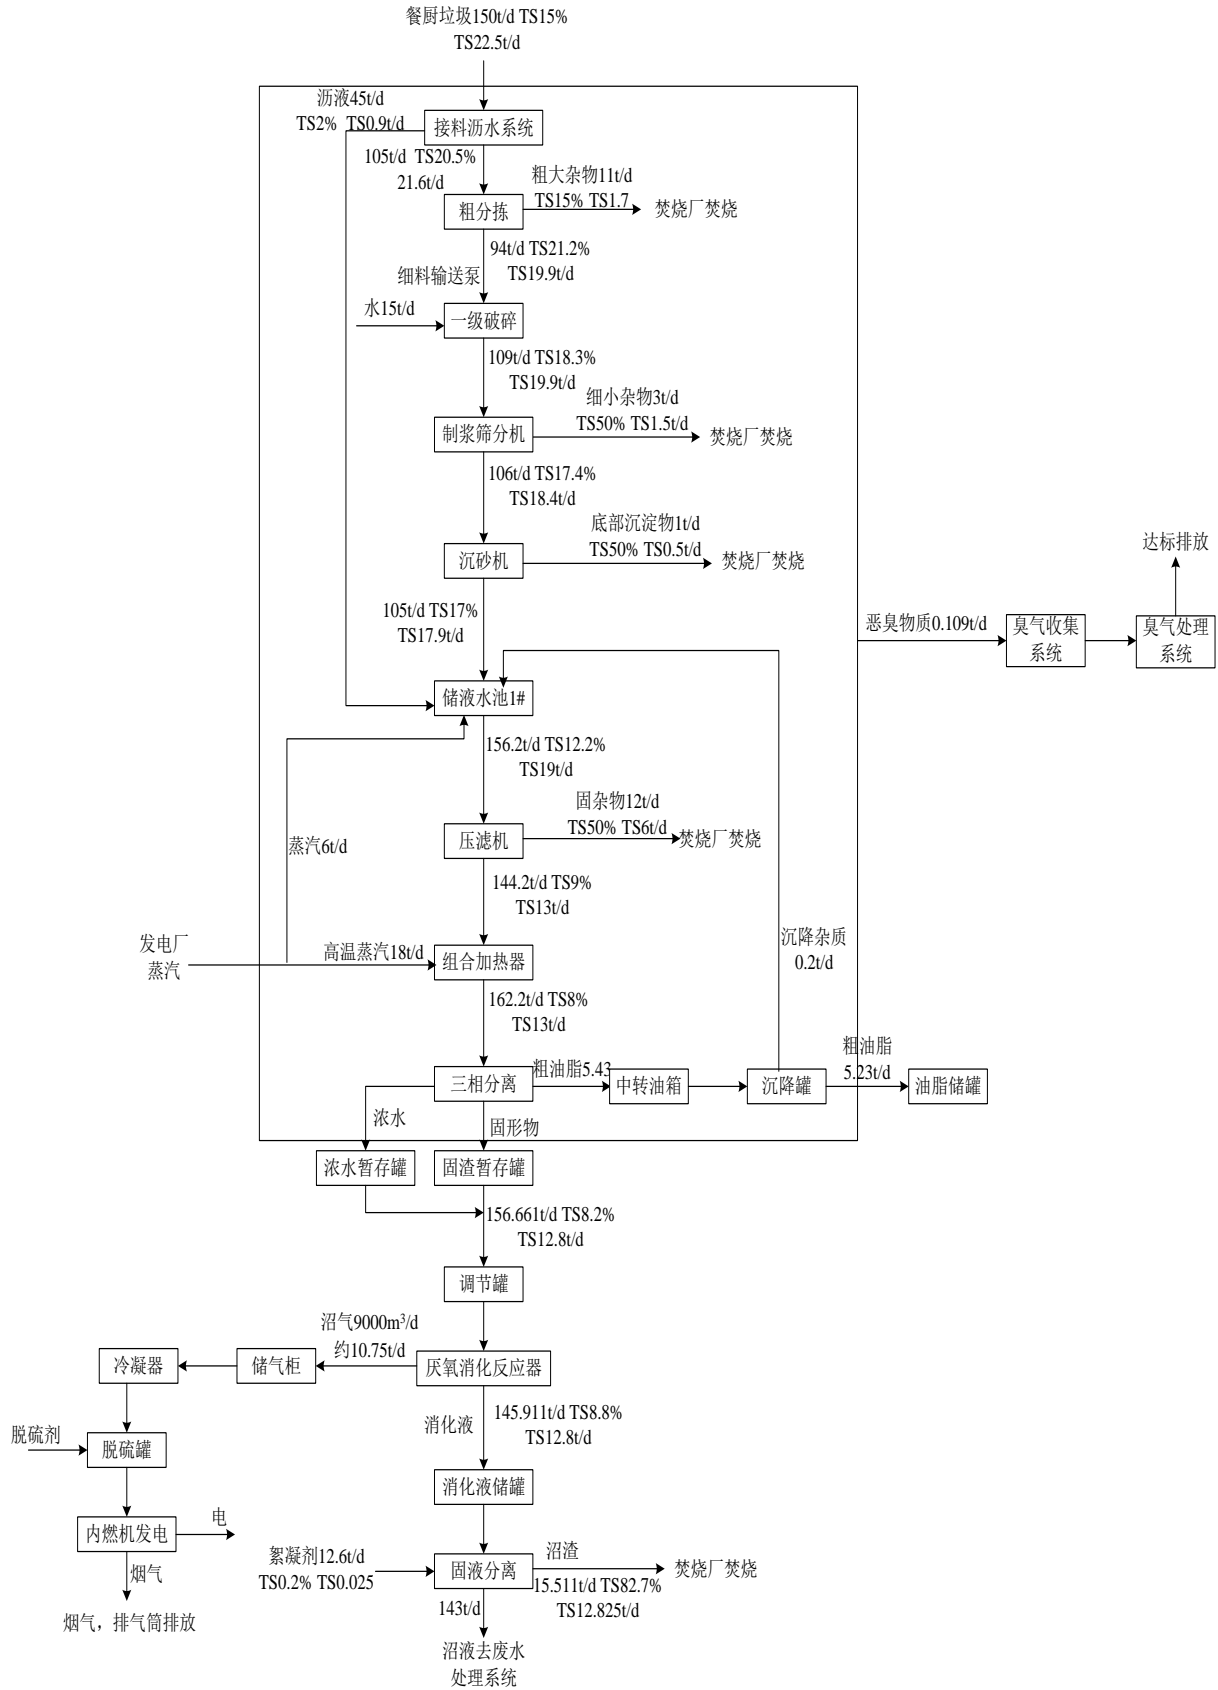 餐厨垃圾150t/d TS15%
TS22.5t/d
沥液45t/d
TS2% TS0.9t/d
接料沥水系统
105t/d TS20.5%
21.6t/d
粗大杂物11t/d
TS15% TS1.7
粗分拣
焚烧厂焚烧
94t/d TS21.2%
TS19.9t/d
细料输送泵
水15t/d
一级破碎
109t/d TS18.3%
TS19.9t/d
细小杂物3t/d
TS50% TS1.5t/d
制浆筛分机
焚烧厂焚烧
106t/d TS17.4%
TS18.4t/d
底部沉淀物1t/d
TS50% TS0.5t/d
沉砂机
焚烧厂焚烧
达标排放
105t/d TS17%
TS17.9t/d
恶臭物质0.109t/d
臭气收集
系统
臭气处理
系统
储液水池1#
156.2t/d TS12.2%
TS19t/d
固杂物12t/d
TS50% TS6t/d
压滤机
焚烧厂焚烧
蒸汽6t/d
144.2t/d TS9%
TS13t/d
发电厂
蒸汽
高温蒸汽18t/d
组合加热器
沉降杂质
0.2t/d
162.2t/d TS8%
TS13t/d
粗油脂
5.23t/d
三相分离
粗油脂5.43
中转油箱
沉降罐
油脂储罐
浓水
固形物
浓水暂存罐
固渣暂存罐
156.661t/d TS8.2%
TS12.8t/d
调节罐
沼气9000m³/d
约10.75t/d
冷凝器
储气柜
厌氧消化反应器
消化液
145.911t/d TS8.8%
TS12.8t/d
脱硫剂
脱硫罐
消化液储罐
内燃机发电
电
烟气
烟气，排气筒排放
絮凝剂12.6t/d
TS0.2% TS0.025
固液分离
沼渣
焚烧厂焚烧
15.511t/d TS82.7%
TS12.825t/d
143t/d
沼液去废水
处理系统